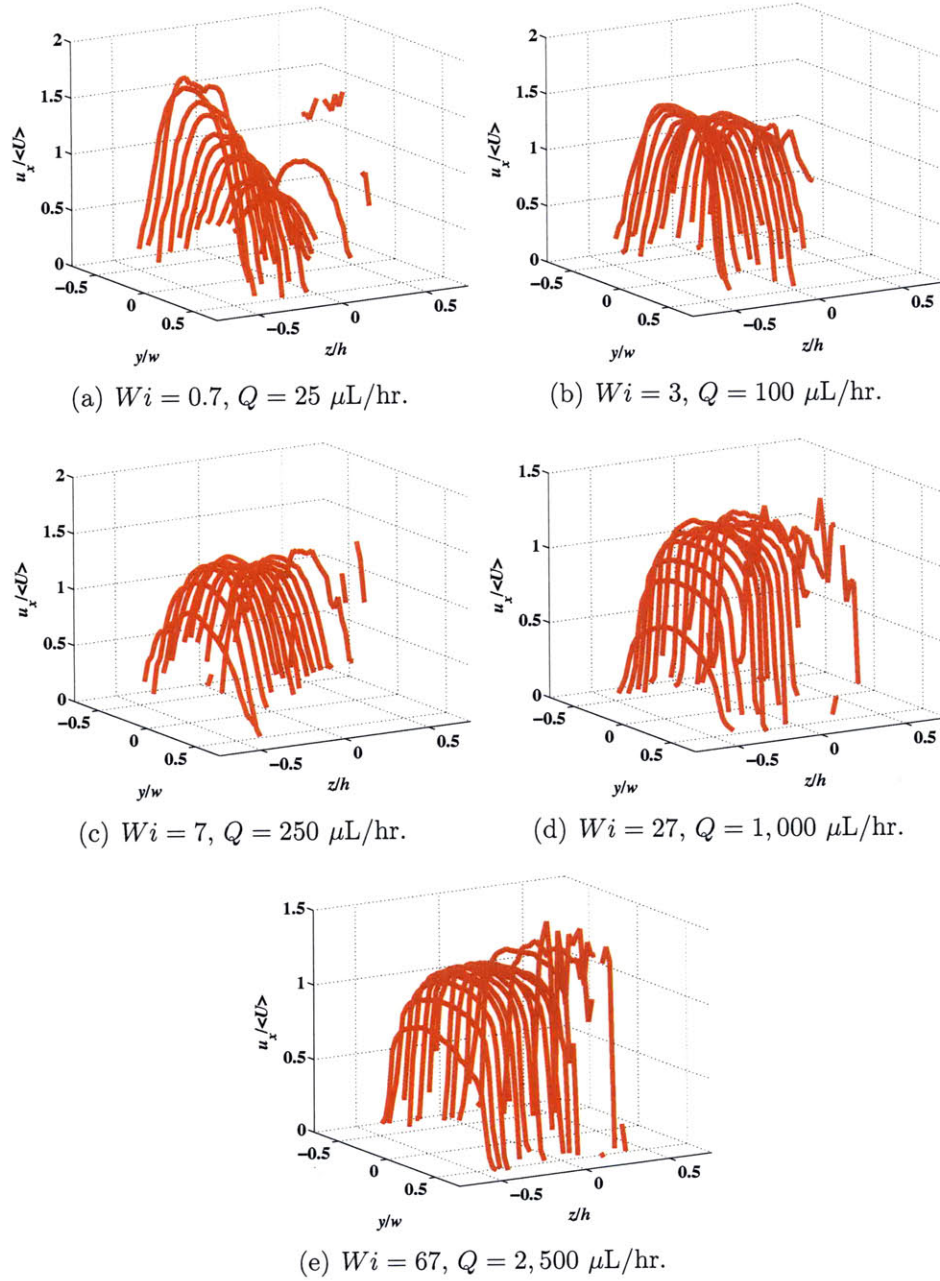 2
2
1.5
1.5
1
1
u_x/<U>
u_x/<U>
0.5
0.5
0
0
−0.5
−0.5
0
0
0.5
0.5
0.5
0.5
0
0
−0.5
−0.5
y/w
z/h
y/w
z/h
(a) Wi = 0.7, Q = 25 μL/hr.
(b) Wi = 3, Q = 100 μL/hr.
2
1.5
1.5
1
1
u_x/<U>
u_x/<U>
0.5
0.5
0
0
−0.5
−0.5
0
0
0.5
0.5
0.5
0.5
0
0
−0.5
−0.5
y/w
z/h
y/w
z/h
(c) Wi = 7, Q = 250 μL/hr.
(d) Wi = 27, Q = 1,000 μL/hr.
1.5
1
u_x/<U>
0.5
0
−0.5
0
0.5
0.5
0
−0.5
y/w
z/h
(e) Wi = 67, Q = 2,500 μL/hr.